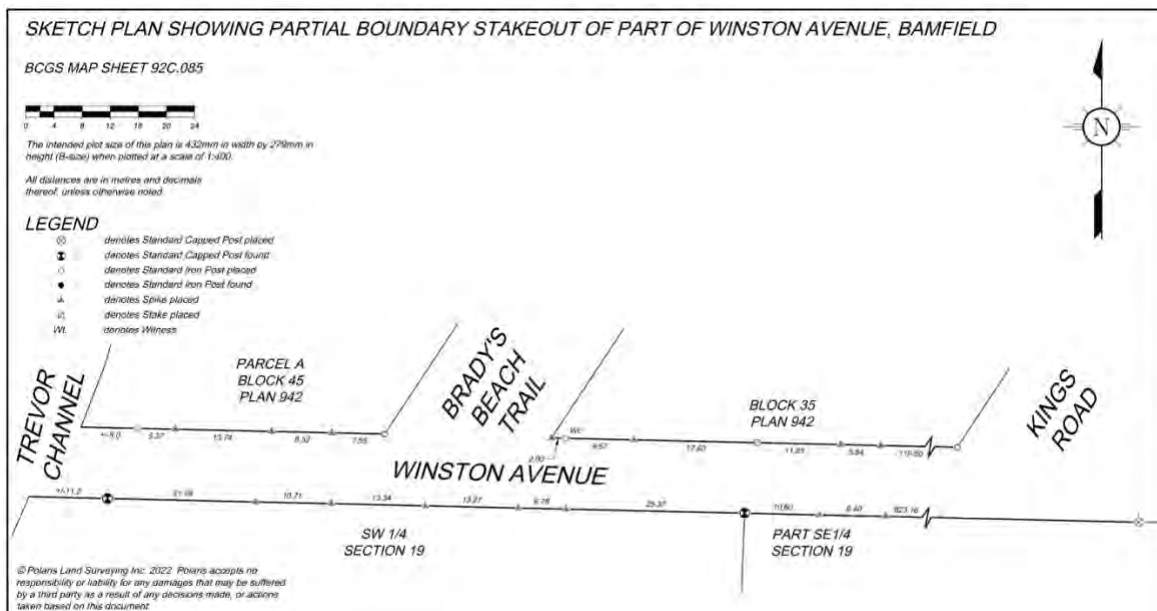 SKETCH PLAN SHOWING PARTIAL BOUNDARY STAKEOUT OF PART OF WINSTON AVENUE, BAMFIELD
BCGS MAP SHEET 92C.085
0 4 8 12 16 20 24
The intended plot size of this plan is 432mm in width by 279mm in
height (B-size) when plotted at a scale of 1:400.
All distances are in metres and decimals
thereof, unless otherwise noted.
N
LEGEND
denotes Standard Capped Post placed
denotes Standard Capped Post found
denotes Standard Iron Post placed
denotes Standard Iron Post found
denotes Spike placed
denotes Stake placed
Wt. denotes Witness
TREVOR
CHANNEL
PARCEL A
BLOCK 45
PLAN 942
BRADY'S
BEACH
TRAIL
BLOCK 35
PLAN 942
KINGS
ROAD
5.37 13.74 8.52 7.55
Wt.
2.00 9.57 17.60 11.85 5.84
WINSTON AVENUE
+/-11.2 10.71 13.34 13.27 6.78 25.37 10.80 9.40 623.16
SW 1/4
SECTION 19
PART SE1/4
SECTION 19
© Polaris Land Surveying Inc. 2022 Polaris accepts no
responsibility or liability for any damages that may be suffered
by a third party as a result of any decisions made, or actions
taken based on this document